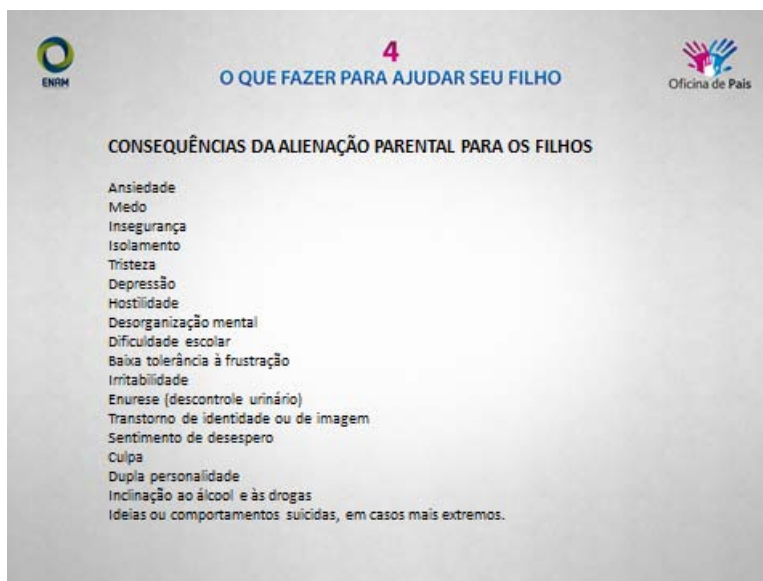 ENAM
4
O QUE FAZER PARA AJUDAR SEU FILHO
Oficina de Pais
CONSEQUÊNCIAS DA ALIENAÇÃO PARENTAL PARA OS FILHOS
Ansiedade
Medo
Insegurança
Isolamento
Tristeza
Depressão
Hostilidade
Desorganização mental
Dificuldade escolar
Baixa tolerância à frustração
Irritabilidade
Enurese (descontrole urinário)
Transtorno de identidade ou de imagem
Sentimento de desespero
Culpa
Dupla personalidade
Inclinação ao álcool e às drogas
Ideias ou comportamentos suicidas, em casos mais extremos.